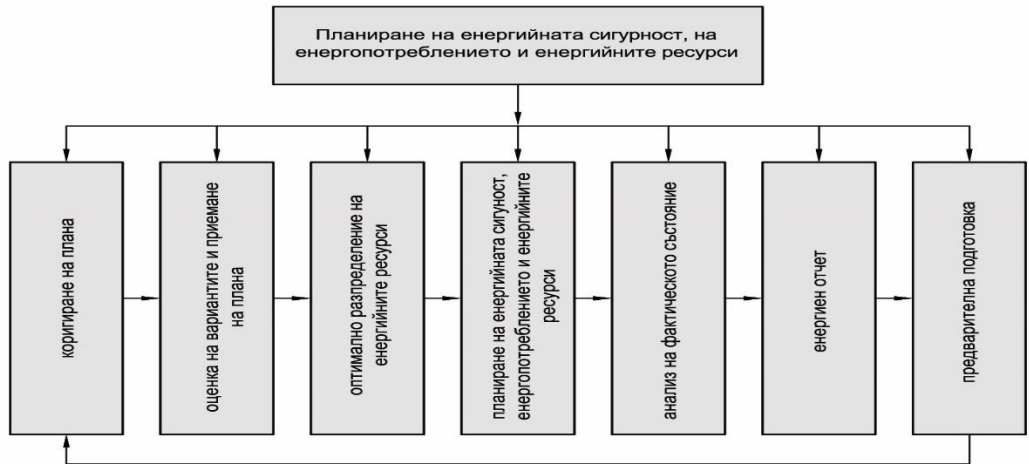 Планиране на енергийната сигурност, на
енергопотреблението и енергийните ресурси
коригиране на плана
оценка на вариантите и приемане
на плана
оптимално разпределение на
енергийните ресурси
планиране на енергийната сигуност,
енергопотреблението и енергийните
ресурси
анализ на фактическото състояние
енергиен отчет
предварителна подготовка